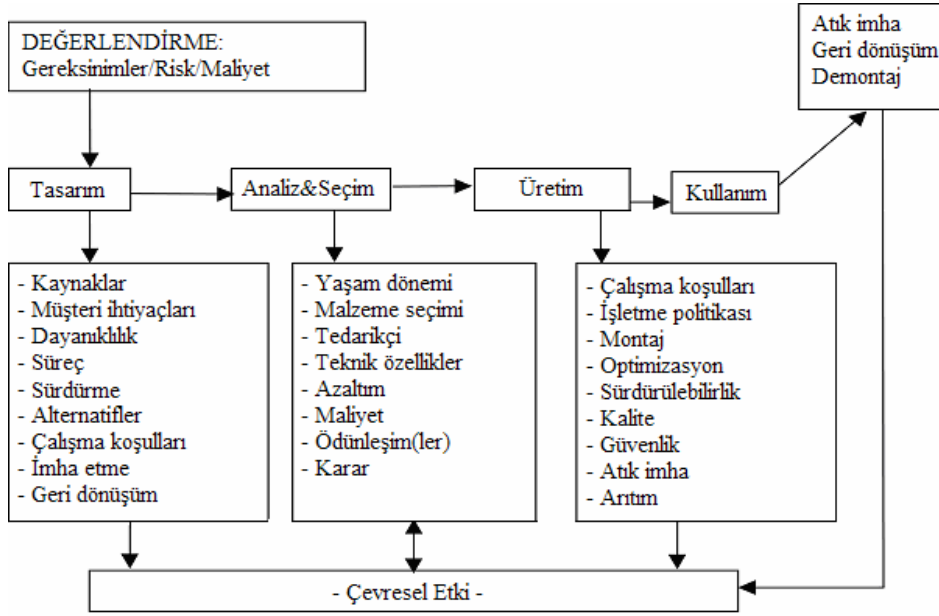 DEĞERLENDİRME:
Gereksinimler/Risk/Maliyet
Atık imha
Geri dönüşüm
Demontaj
Tasarım
Analiz&Seçim
Üretim
Kullanım
- Kaynaklar
- Müşteri ihtiyaçları
- Dayanıklılık
- Süreç
- Sürdürme
- Alternatifler
- Çalışma koşulları
- İmha etme
- Geri dönüşüm
- Yaşam dönemi
- Malzeme seçimi
- Tedarikçi
- Teknik özellikler
- Azaltım
- Maliyet
- Ödünleşim(ler)
- Karar
- Çalışma koşulları
- İşletme politikası
- Montaj
- Optimizasyon
- Sürdürülebilirlik
- Kalite
- Güvenlik
- Atık imha
- Arıtım
- Çevresel Etki -